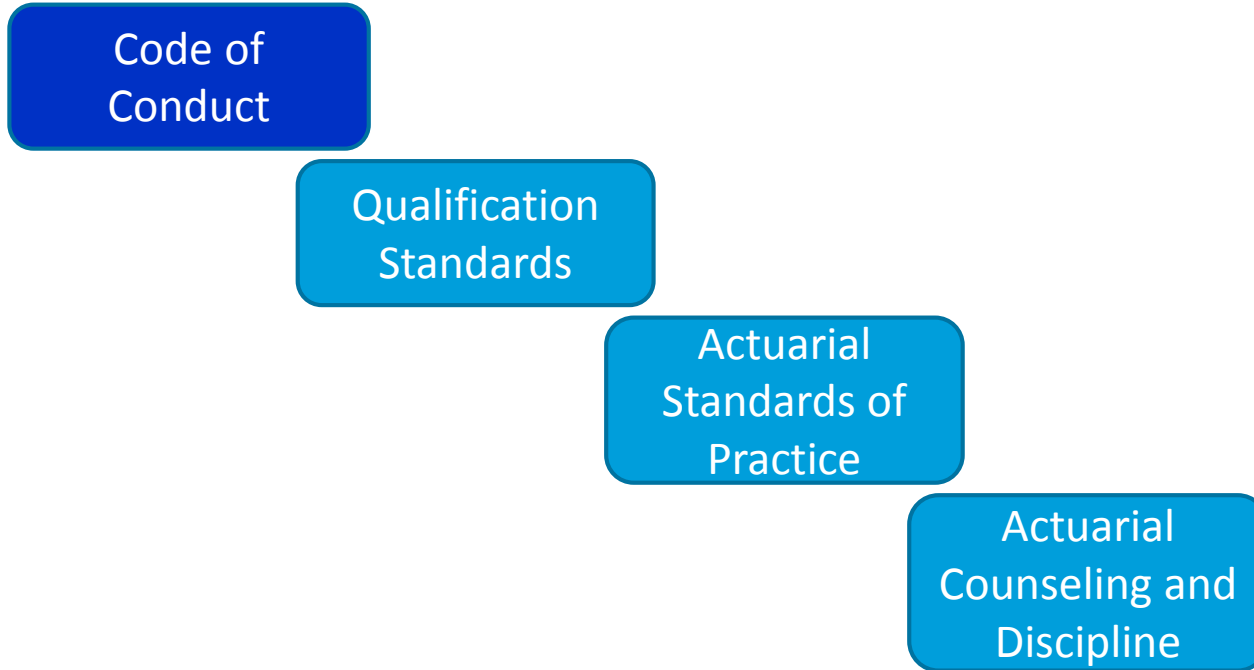 Code of
Conduct
Qualification
Standards
Actuarial
Standards of
Practice
Actuarial
Counseling and
Discipline